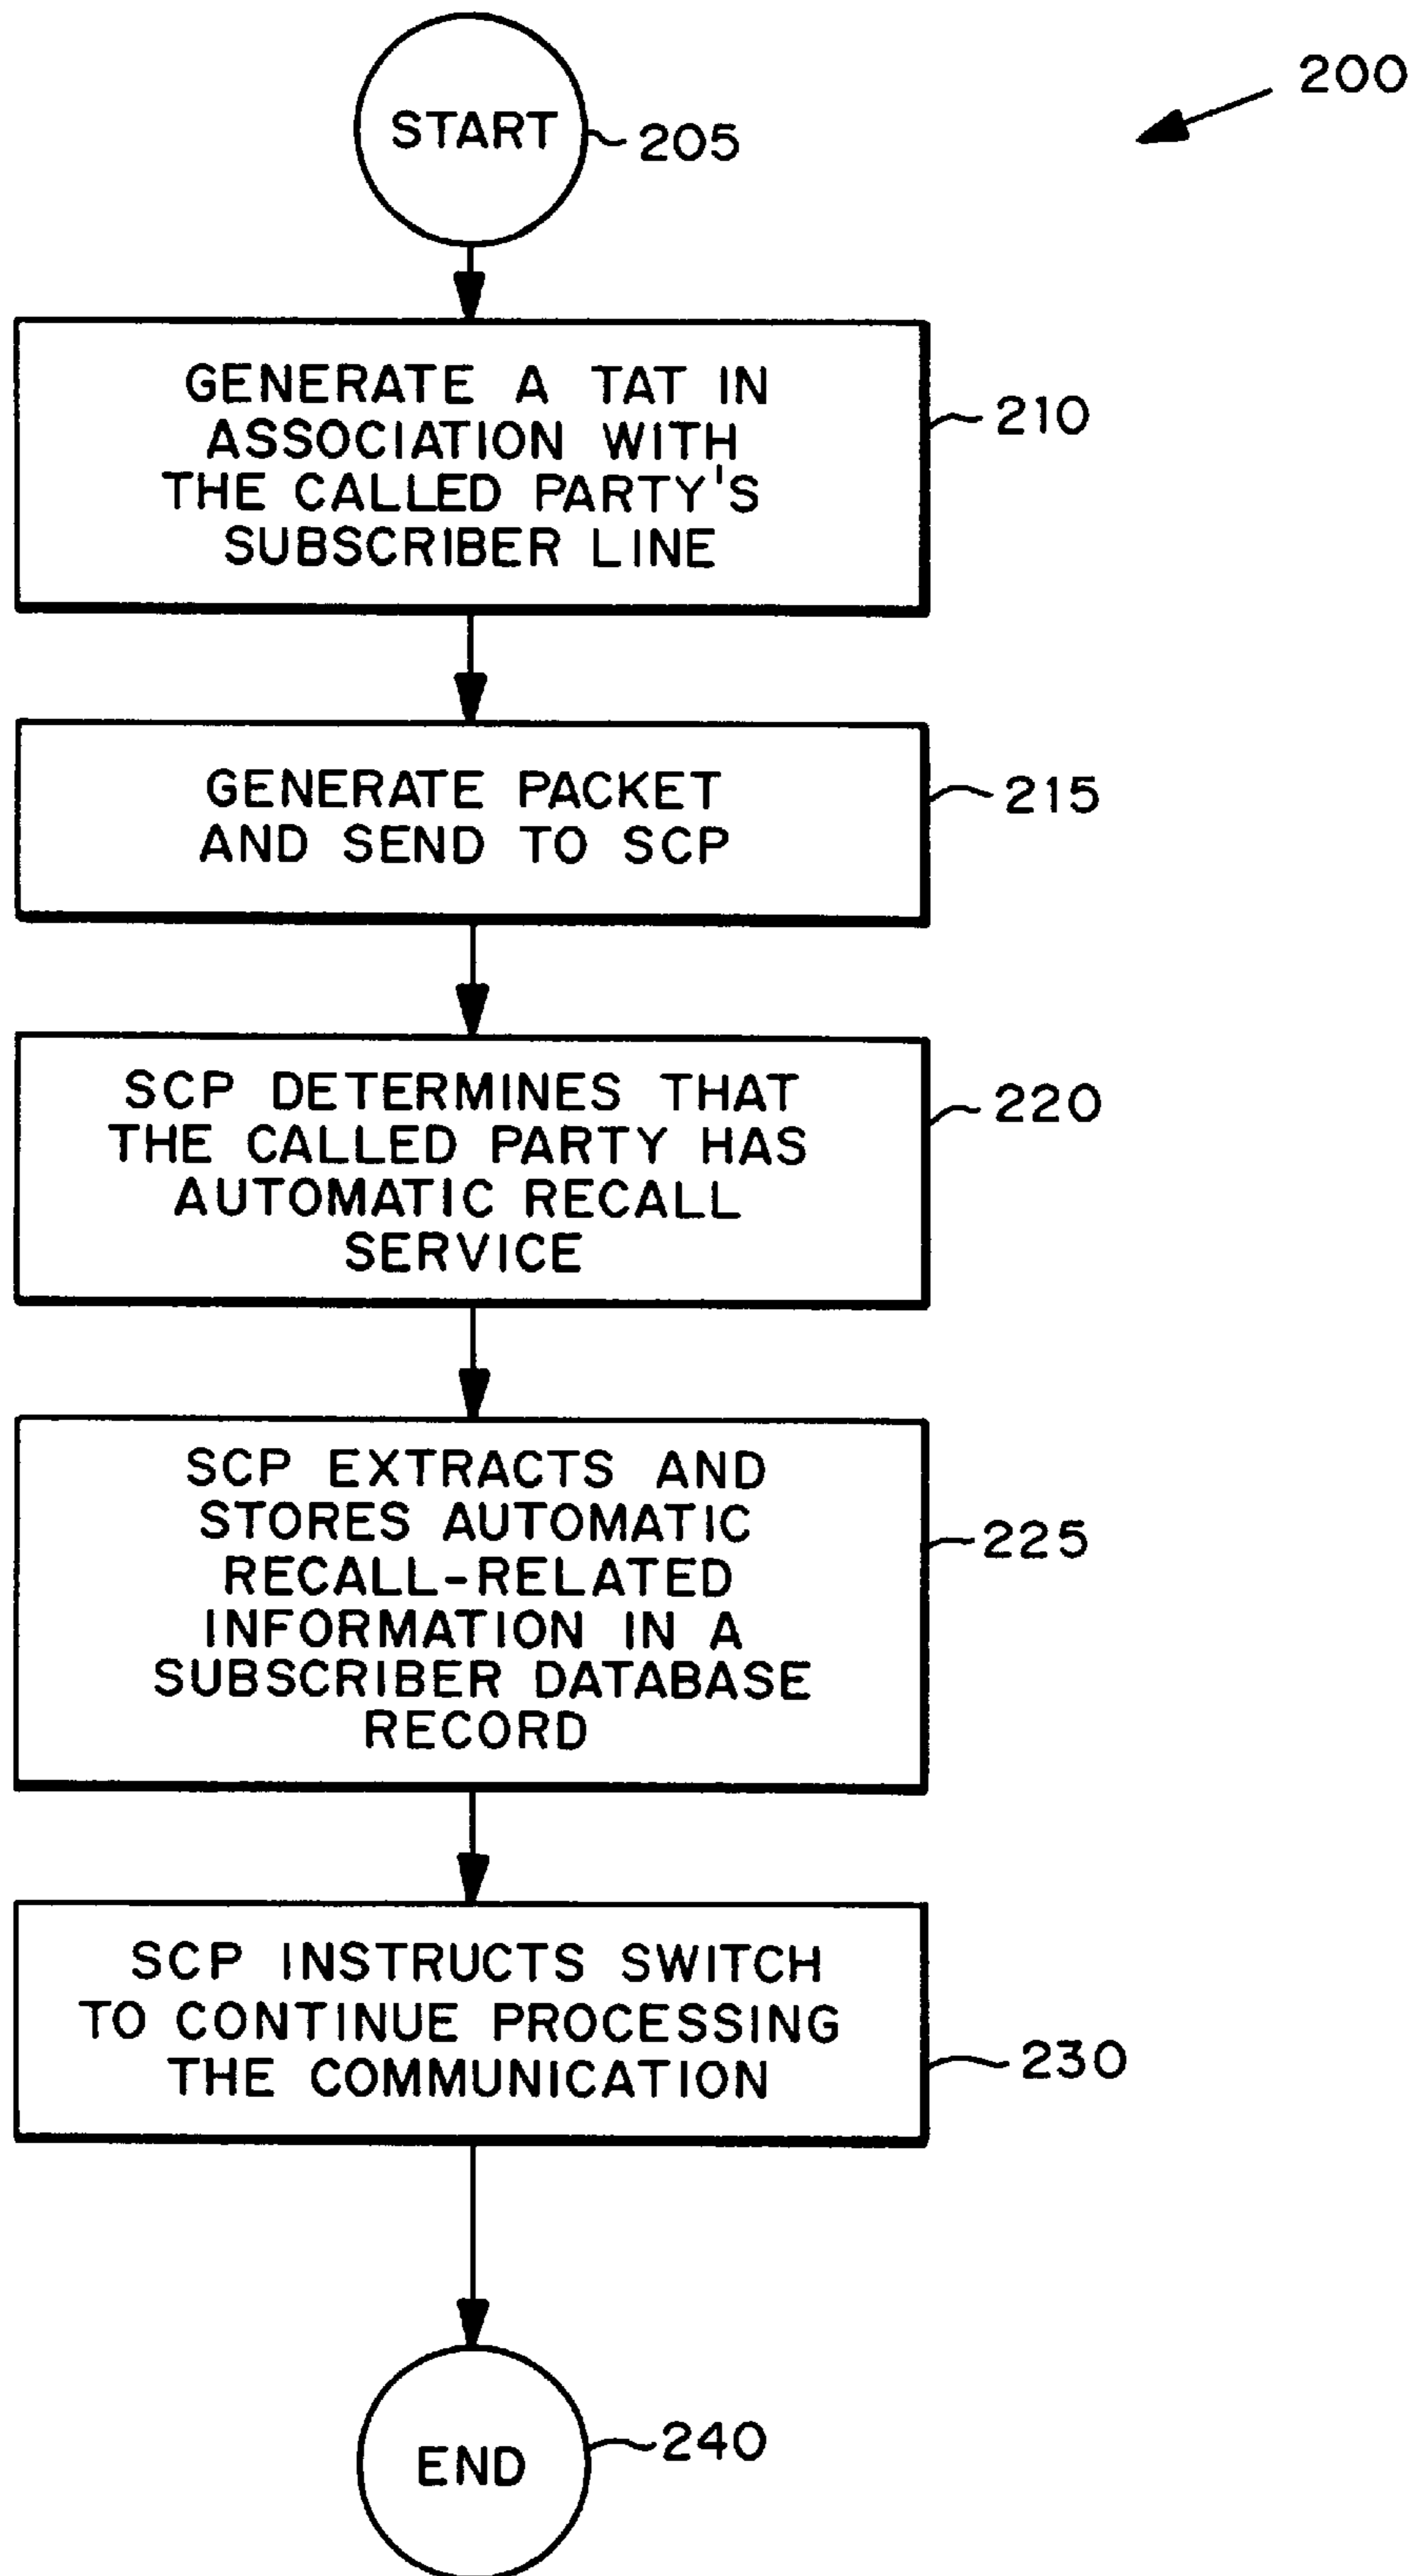 200
START
205
GENERATE A TAT IN
ASSOCIATION WITH
THE CALLED PARTY'S
SUBSCRIBER LINE
210
GENERATE PACKET
AND SEND TO SCP
215
SCP DETERMINES THAT
THE CALLED PARTY HAS
AUTOMATIC RECALL
SERVICE
220
SCP EXTRACTS AND
STORES AUTOMATIC
RECALL-RELATED
INFORMATION IN A
SUBSCRIBER DATABASE
RECORD
225
SCP INSTRUCTS SWITCH
TO CONTINUE PROCESSING
THE COMMUNICATION
230
END
240